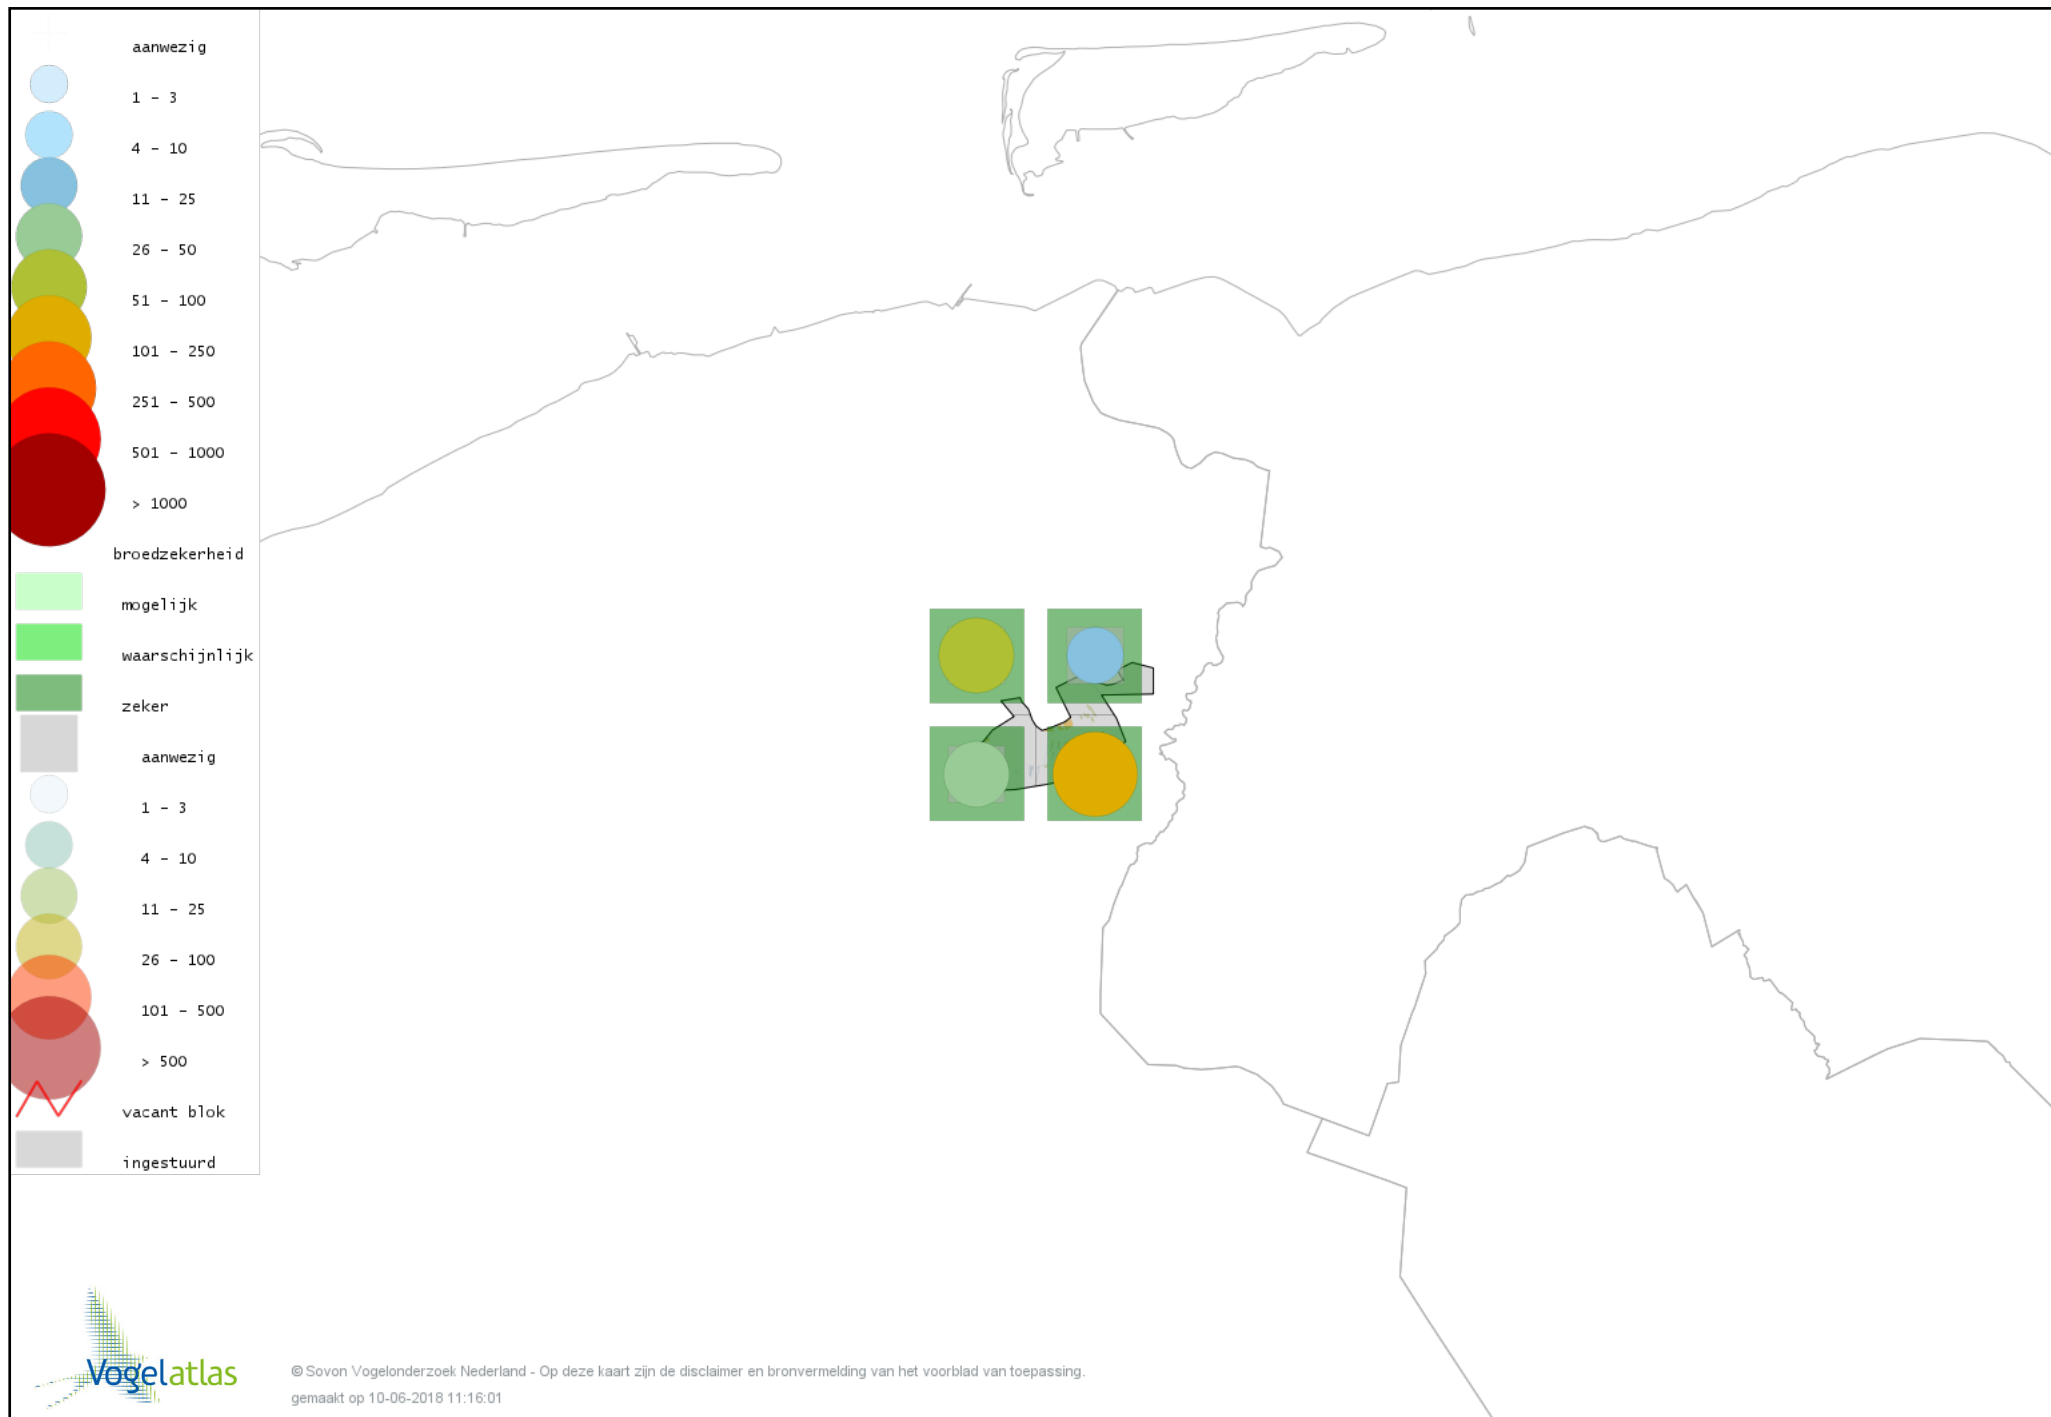 aanwezig
1 - 3
4 - 10
11 - 25
26 - 50
51 - 100
101 - 250
251 - 500
501 - 1000
> 1000
broedzekerheid
mogelijk
waarschijnlijk
zeker
aanwezig
1 - 3
4 - 10
11 - 25
26 - 100
101 - 500
> 500
vacant blok
ingestuurd
Vogelatlas
© Sovon Vogelonderzoek Nederland - Op deze kaart zijn de disclaimer en bronvermelding van het voorblad van toepassing.
gemaakt op 10-06-2018 11:16:01